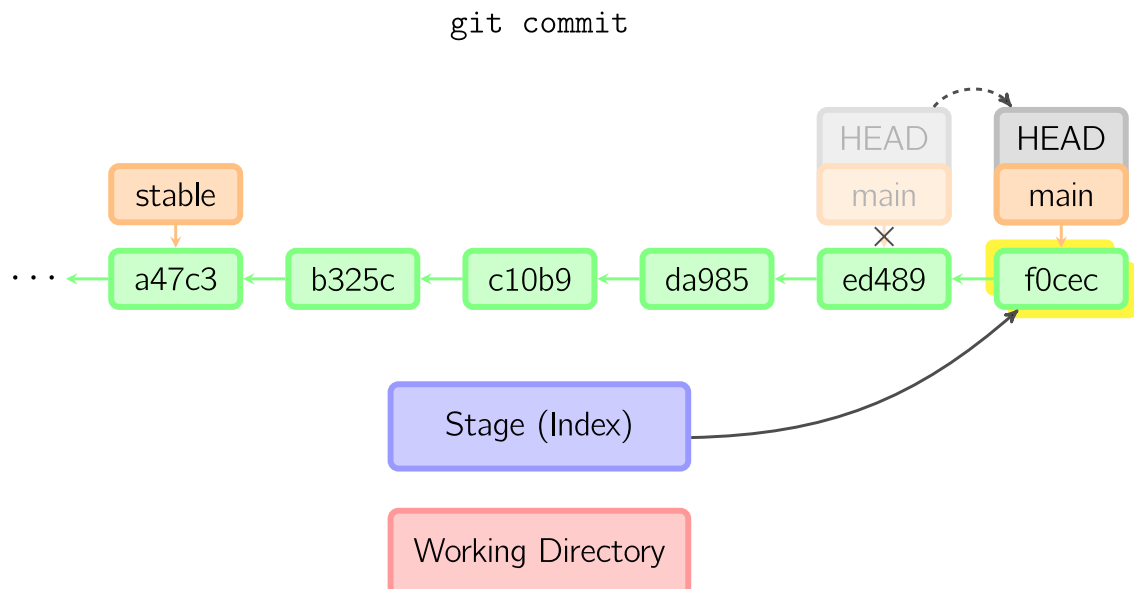 git commit
HEAD HEAD
stable main main
··· a47c3 b325c c10b9 da985 ed489 f0cec
Stage (Index)
Working Directory